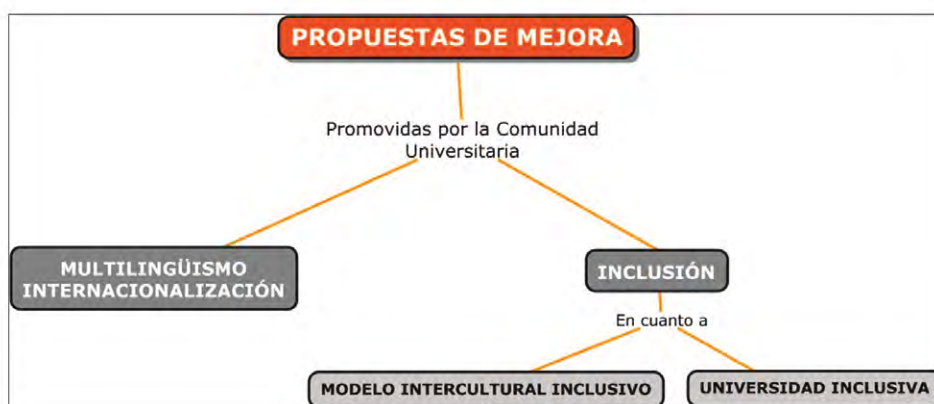 PROPUESTAS DE MEJORA
Promovidas por la Comunidad
Universitaria
MULTILINGÜISMO
INTERNACIONALIZACIÓN
INCLUSIÓN
En cuanto a
MODELO INTERCULTURAL INCLUSIVO
UNIVERSIDAD INCLUSIVA